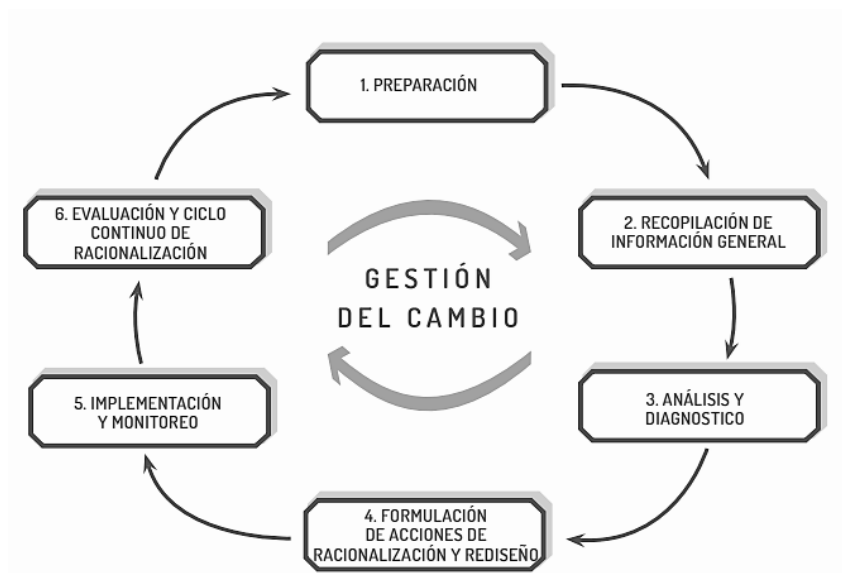 1. PREPARACIÓN
2. RECOPILACIÓN DE
INFORMACIÓN GENERAL
3. ANÁLISIS Y
DIAGNOSTICO
4. FORMULACIÓN
DE ACCIONES DE
RACIONALIZACIÓN Y REDISEÑO
5. IMPLEMENTACIÓN
Y MONITOREO
6. EVALUACIÓN Y CICLO
CONTINUO DE
RACIONALIZACIÓN
GESTIÓN
DEL CAMBIO